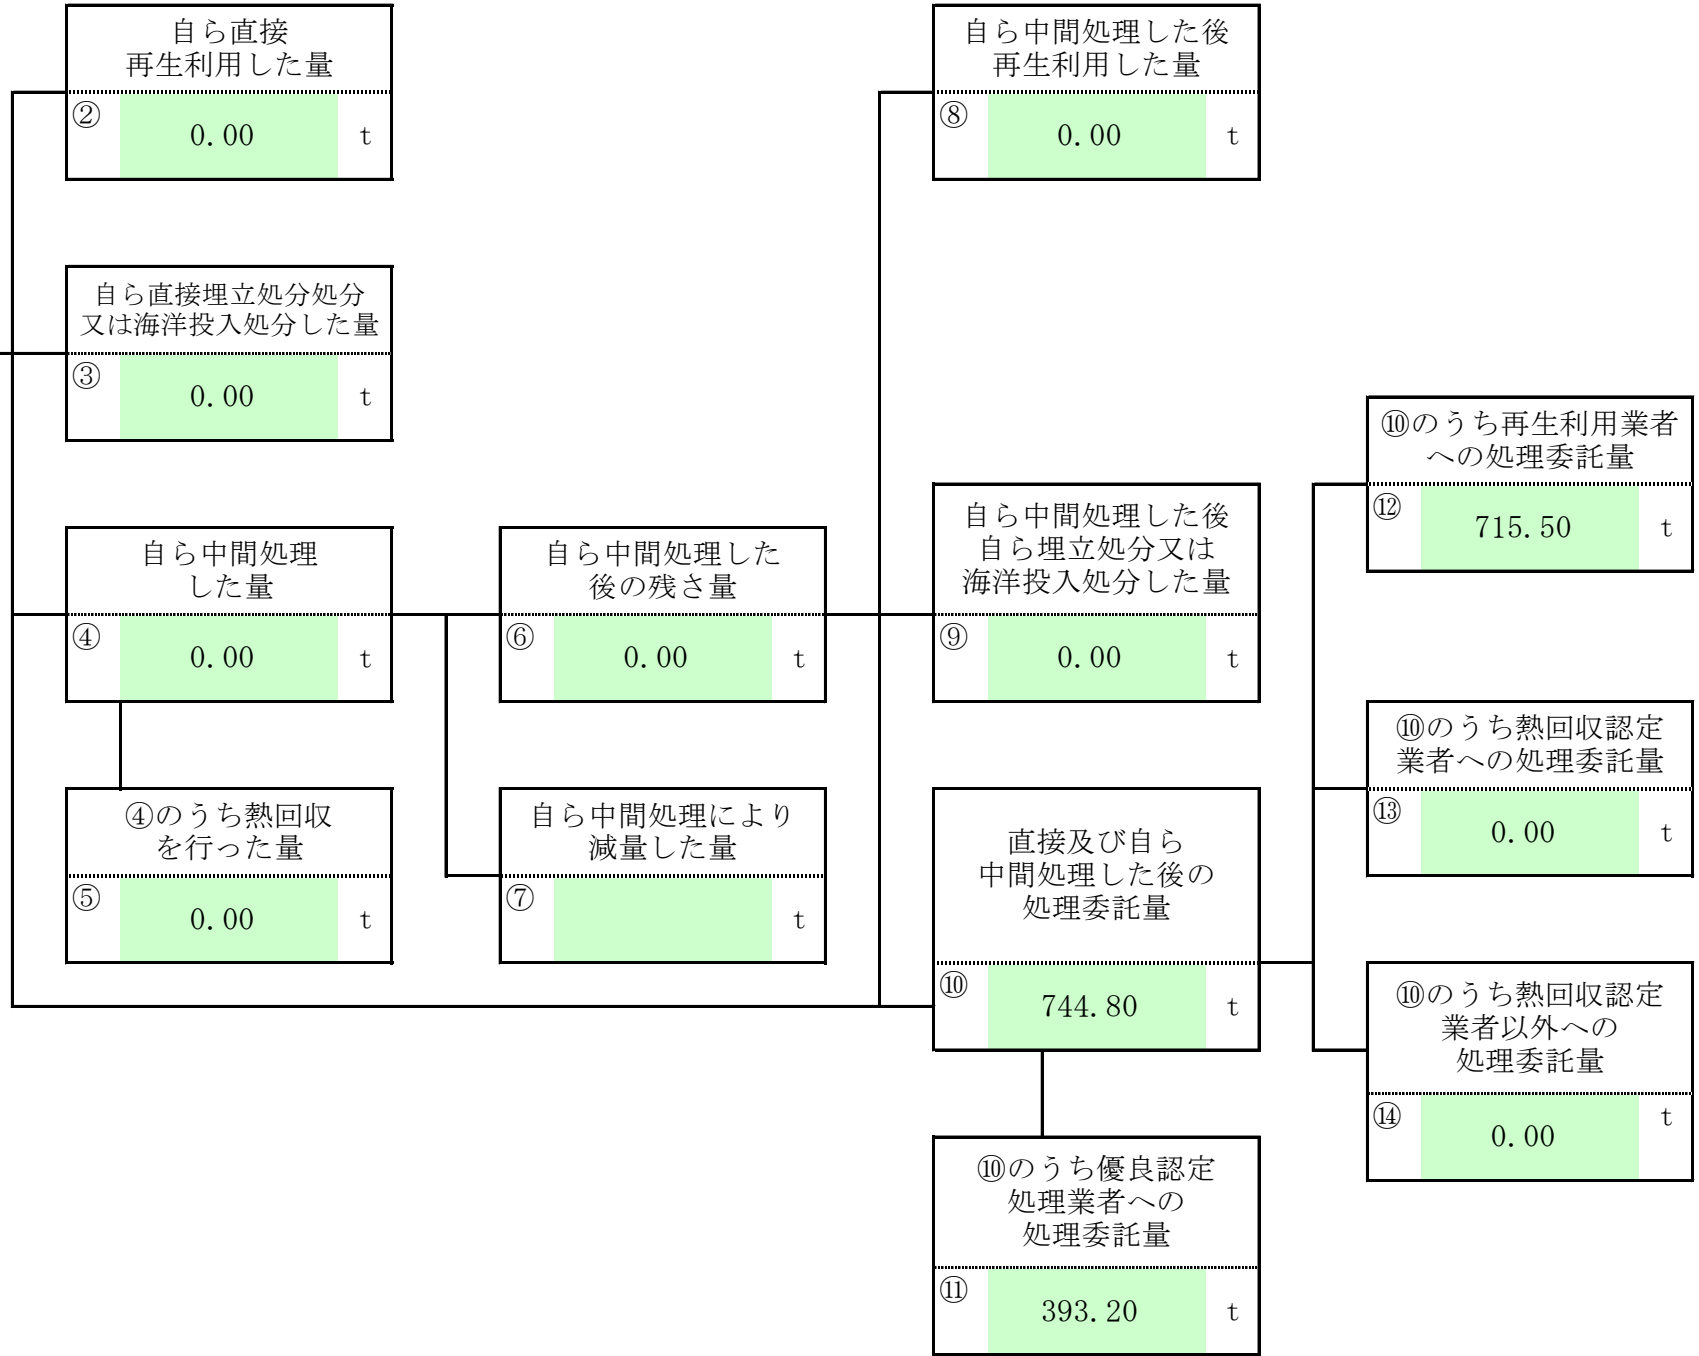 自ら直接
再生利用した量
② 0.00 t
自ら中間処理した後
再生利用した量
⑧ 0.00 t
自ら直接埋立処分処分
又は海洋投入処分した量
③ 0.00 t
⑩のうち再生利用業者
への処理委託量
⑫ 715.50 t
自ら中間処理
した量
④ 0.00 t
自ら中間処理した
後の残さ量
⑥ 0.00 t
自ら中間処理した後
自ら埋立処分又は
海洋投入処分した量
⑨ 0.00 t
⑩のうち熱回収認定
業者への処理委託量
⑬ 0.00 t
④のうち熱回収
を行った量
⑤ 0.00 t
自ら中間処理により
減量した量
⑦ t
直接及び自ら
中間処理した後の
処理委託量
⑩ 744.80 t
⑩のうち熱回収認定
業者以外への
処理委託量
⑭ 0.00 t
⑩のうち優良認定
処理業者への
処理委託量
⑪ 393.20 t